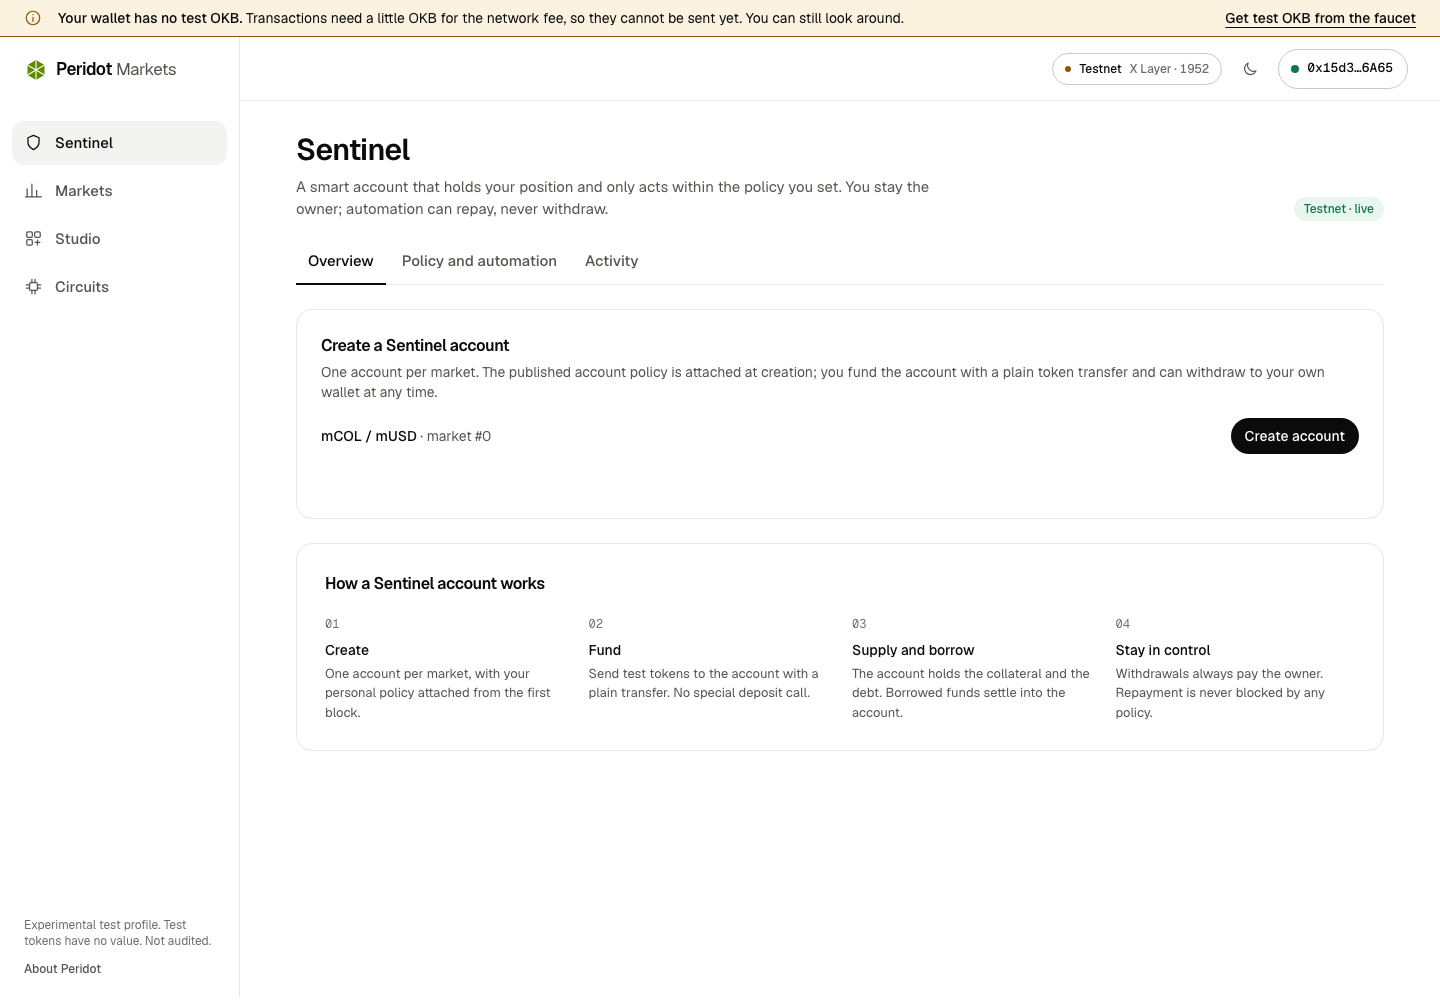 Your wallet has no test OKB. Transactions need a little OKB for the network fee, so they cannot be sent yet. You can still look around.
Get test OKB from the faucet
Peridot Markets
Testnet X Layer · 1952
0x15d3…6A65
Sentinel
Markets
Studio
Circuits
Sentinel
A smart account that holds your position and only acts within the policy you set. You stay the
owner; automation can repay, never withdraw.
Testnet · live
Overview
Policy and automation
Activity
Create a Sentinel account
One account per market. The published account policy is attached at creation; you fund the account with a plain token transfer and can withdraw to your own
wallet at any time.
mCOL / mUSD · market #0
Create account
How a Sentinel account works
01
Create
One account per market, with your
personal policy attached from the first
block.
02
Fund
Send test tokens to the account with a
plain transfer. No special deposit call.
03
Supply and borrow
The account holds the collateral and the
debt. Borrowed funds settle into the
account.
04
Stay in control
Withdrawals always pay the owner.
Repayment is never blocked by any
policy.
Experimental test profile. Test
tokens have no value. Not audited.
About Peridot